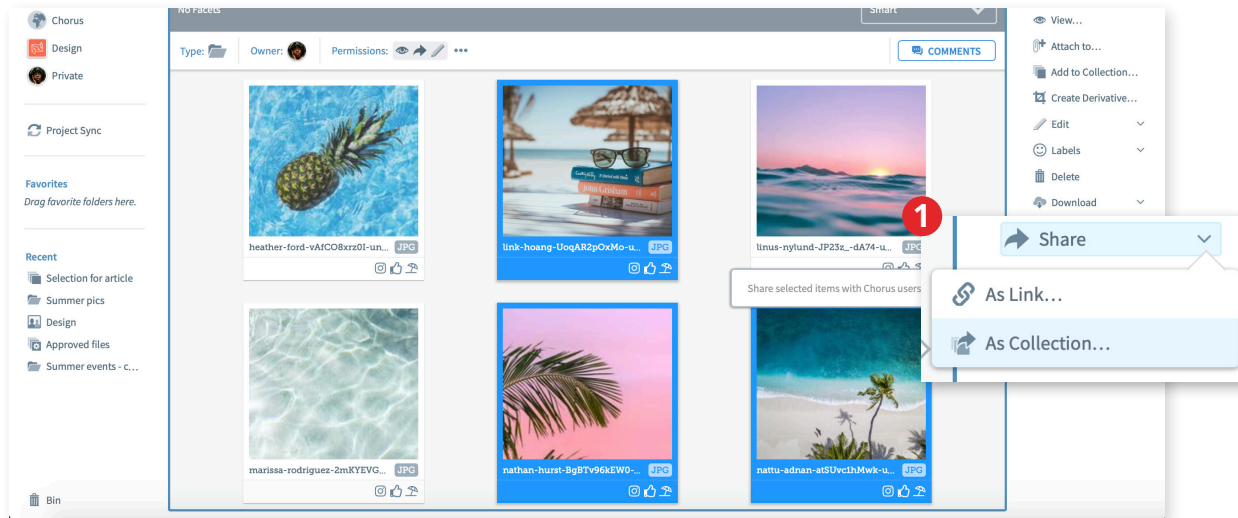 Chorus
Design
Private
Project Sync
Favorites
Drag favorite folders here.
Recent
Selection for article
Summer pics
Design
Approved files
Summer events - c...
Bin
No Facets
Smart
Type:
Owner:
Permissions:
COMMENTS
John Grisham
heather-ford-vAfCO8xrz0I-un... JPG
link-hoang-UoqAR2pOxMo-u... JPG
linus-nylund-JP23z_-dA74-u... JPG
Share selected items with Chorus users
marissa-rodriguez-2mKYEVG... JPG
nathan-hurst-BgBTv96kEW0-... JPG
nattu-adnan-atSUvc1hMwk-u... JPG
View...
Attach to...
Add to Collection...
Create Derivative...
Edit
Labels
Delete
Download
1
Share
As Link...
As Collection...